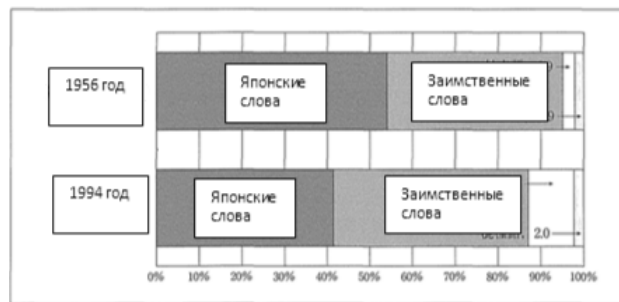 1956 год
Японские
слова
Заимственные
слова
1994 год
Японские
слова
Заимственные
слова
2.0
0% 10% 20% 30% 40% 50% 60% 70% 80% 90% 100%